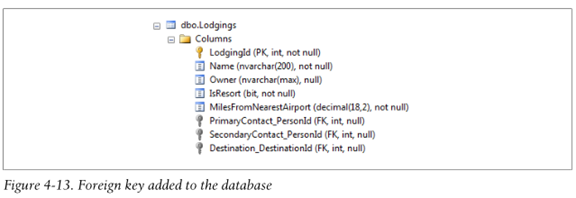 dbo.Lodgings
Columns
LodgingId (PK, int, not null)
Name (nvarchar(200), not null)
Owner (nvarchar(max), null)
IsResort (bit, not null)
MilesFromNearestAirport (decimal(18,2), not null)
PrimaryContact_PersonId (FK, int, null)
SecondaryContact_PersonId (FK, int, null)
Destination_DestinationId (FK, int, null)
Figure 4-13. Foreign key added to the database